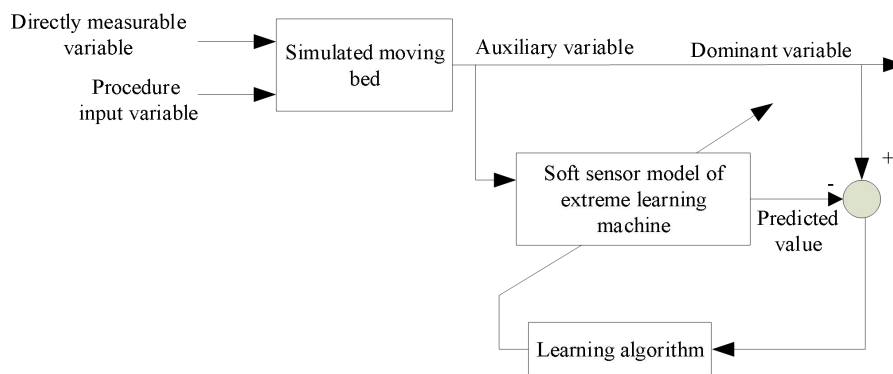 Directly measurable
variable
Procedure
input variable
Simulated moving
bed
Auxiliary variable
Dominant variable
Soft sensor model of
extreme learning
machine
+
-
Predicted
value
Learning algorithm